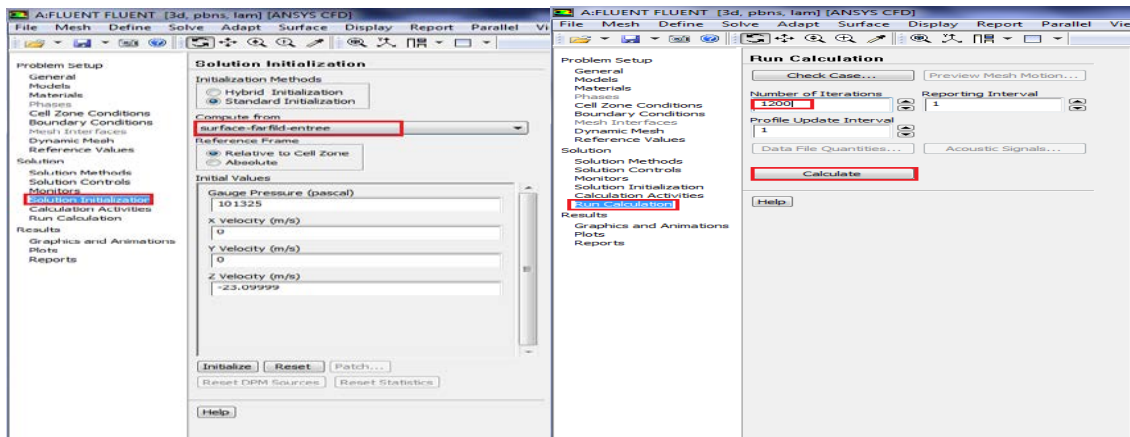 A:FLUENT FLUENT [3d, pbns, lam] [ANSYS CFD]
File Mesh Define Solve Adapt Surface Display Report Parallel Vi
Problem Setup
General
Models
Materials
Phases
Cell Zone Conditions
Boundary Conditions
Mesh Interfaces
Dynamic Mesh
Reference Values
Solution
Solution Methods
Solution Controls
Monitors
Solution Initialization
Calculation Activities
Run Calculation
Results
Graphics and Animations
Plots
Reports
Solution Initialization
Initialization Methods
Hybrid Initialization
Standard Initialization
Compute from
surface-farfild-entree
Reference Frame
Relative to Cell Zone
Absolute
Initial Values
Gauge Pressure (pascal)
101325
X Velocity (m/s)
0
Y Velocity (m/s)
0
Z Velocity (m/s)
-23.09999
Initialize Reset Patch...
Reset DPM Sources Reset Statistics
Help
A:FLUENT FLUENT [3d, pbns, lam] [ANSYS CFD]
File Mesh Define Solve Adapt Surface Display Report Parallel Vie
Problem Setup
General
Models
Materials
Phases
Cell Zone Conditions
Boundary Conditions
Mesh Interfaces
Dynamic Mesh
Reference Values
Solution
Solution Methods
Solution Controls
Monitors
Solution Initialization
Calculation Activities
Run Calculation
Results
Graphics and Animations
Plots
Reports
Run Calculation
Check Case... Preview Mesh Motion...
Number of Iterations Reporting Interval
1200 1
Profile Update Interval
1
Data File Quantities... Acoustic Signals...
Calculate
Help